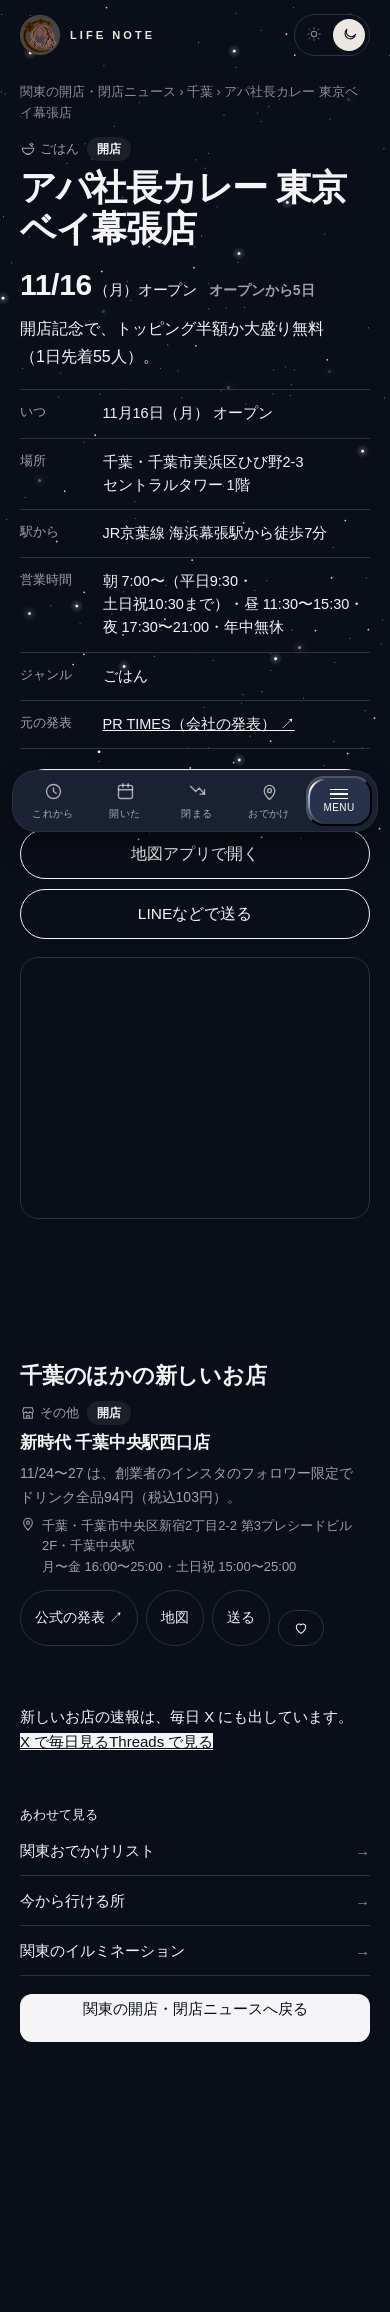 LIFE NOTE
関東の開店・閉店ニュース › 千葉 › アパ社長カレー 東京ベ
イ幕張店
ごはん 開店
アパ社長カレー 東京
ベイ幕張店
11/16（月）オープン オープンから5日
開店記念で、トッピング半額か大盛り無料
（1日先着55人）。
いつ 11月16日（月） オープン
場所 千葉・千葉市美浜区ひび野2-3
セントラルタワー 1階
駅から JR京葉線 海浜幕張駅から徒歩7分
営業時間 朝 7:00〜（平日9:30・
土日祝10:30まで）・昼 11:30〜15:30・
夜 17:30〜21:00・年中無休
ジャンル ごはん
元の発表 PR TIMES（会社の発表） ↗
これから 開いた 閉まる おでかけ MENU
地図アプリで開く
LINEなどで送る
千葉のほかの新しいお店
その他 開店
新時代 千葉中央駅西口店
11/24〜27 は、創業者のインスタのフォロワー限定で
ドリンク全品94円（税込103円）。
千葉・千葉市中央区新宿2丁目2-2 第3プレシードビル
2F・千葉中央駅
月〜金 16:00〜25:00・土日祝 15:00〜25:00
公式の発表 ↗ 地図 送る
新しいお店の速報は、毎日 X にも出しています。
X で毎日見るThreads で見る
あわせて見る
関東おでかけリスト →
今から行ける所 →
関東のイルミネーション →
関東の開店・閉店ニュースへ戻る